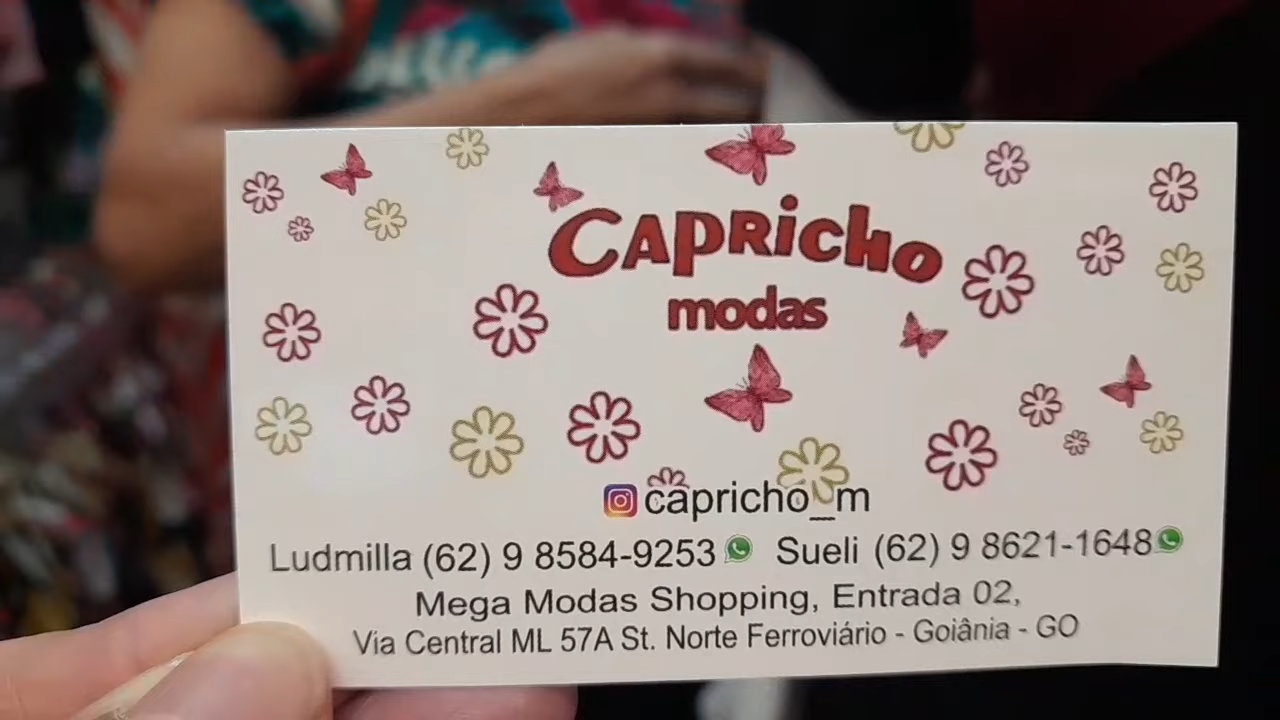 Capricho
modas
capricho_m
Ludmilla (62) 9 8584-9253 Sueli (62) 9 8621-1648
Mega Modas Shopping, Entrada 02,
Via Central ML 57A St. Norte Ferroviário - Goiânia - GO